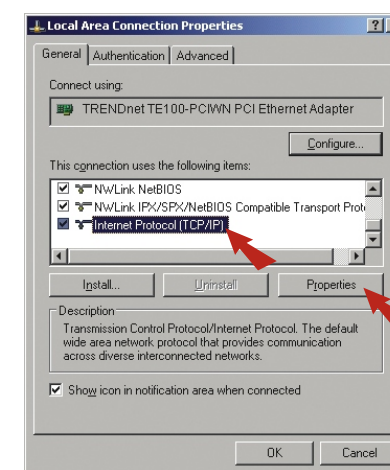 Local Area Connection Properties
General Authentication Advanced
Connect using:
TRENDnet TE100-PCIWN PCI Ethernet Adapter
Configure...
This connection uses the following items:
NWLink NetBIOS
NWLink IPX/SPX/NetBIOS Compatible Transport Prot
Internet Protocol (TCP/IP)
Install... Uninstall Properties
Description
Transmission Control Protocol/Internet Protocol. The default
wide area network protocol that provides communication
across diverse interconnected networks.
Show icon in notification area when connected
OK Cancel